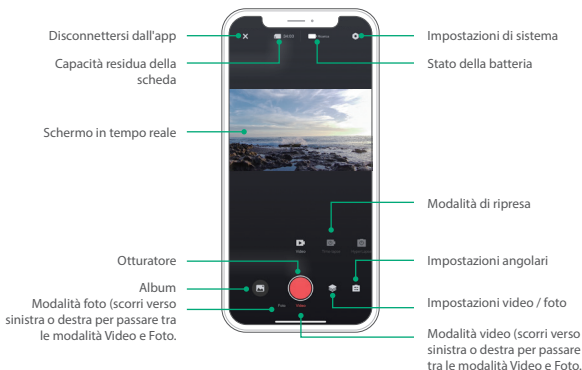 Disconnettersi dall'app
Capacità residua della
scheda
Schermo in tempo reale
Otturatore
Album
Modalità foto (scorri verso
sinistra o destra per passare tra
le modalità Video e Foto.
Impostazioni di sistema
Stato della batteria
Modalità di ripresa
Impostazioni angolari
Impostazioni video / foto
Modalità video (scorri verso
sinistra o destra per passare
tra le modalità Video e Foto.
Video
Foto
Video